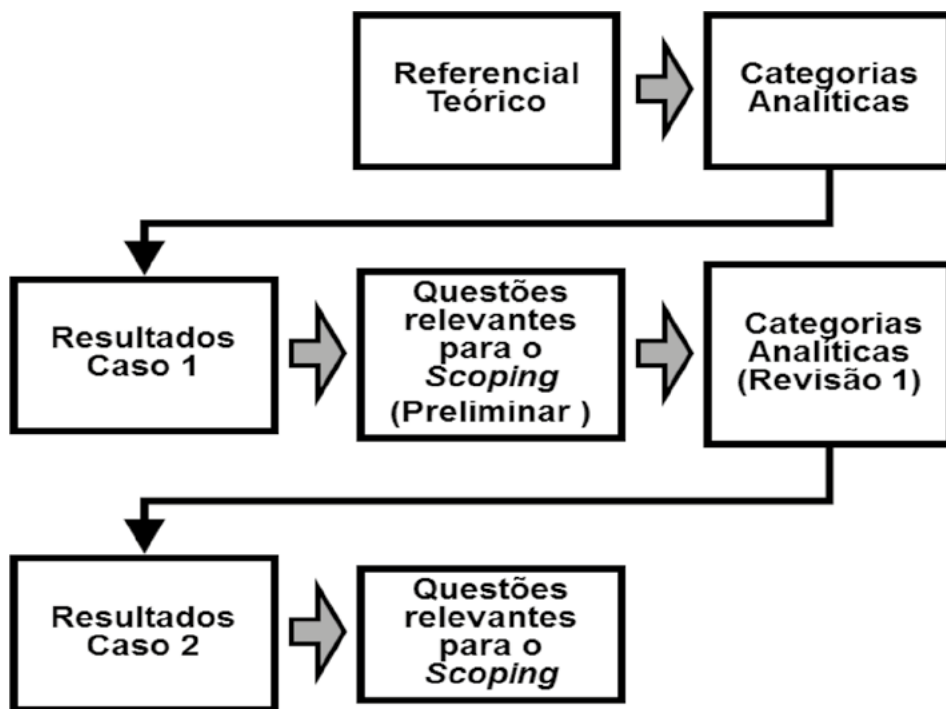 Referencial
Teórico
Categorias
Analíticas
Resultados
Caso 1
Questões
relevantes
para o
Scoping
(Preliminar )
Categorias
Analíticas
(Revisão 1)
Resultados
Caso 2
Questões
relevantes
para o
Scoping